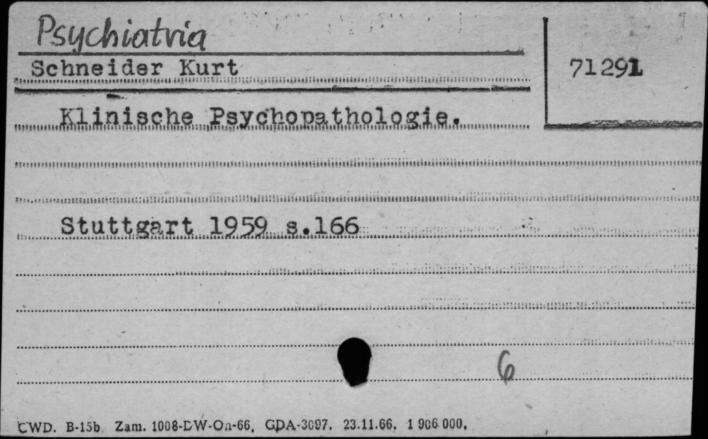 Psychiatria
Schneider Kurt
71291
Klinische Psychopathologie.
Stuttgart 1959 s.166
6
CWD. B-15b Zam. 1008-DW-On-66. GDA-3097. 23.11.66. 1 906 000.